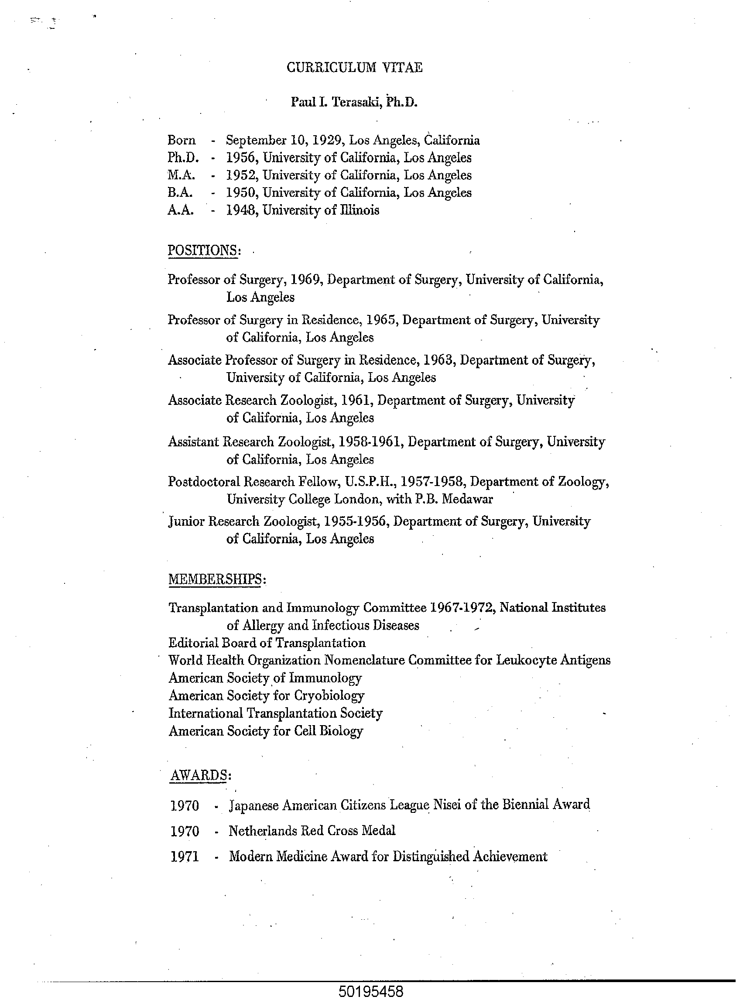 CURRICULUM VITAE
Paul I. Terasaki, Ph.D.
Born - September 10, 1929, Los Angeles, California
Ph.D. - 1956, University of California, Los Angeles
M.A. - 1952, University of California, Los Angeles
B.A. - 1950, University of California, Los Angeles
A.A. - 1948, University of Illinois
POSITIONS:
Professor of Surgery, 1969, Department of Surgery, University of California,
Los Angeles
Professor of Surgery in Residence, 1965, Department of Surgery, University
of California, Los Angeles
Associate Professor of Surgery in Residence, 1963, Department of Surgery,
University of California, Los Angeles
Associate Research Zoologist, 1961, Department of Surgery, University
of California, Los Angeles
Assistant Research Zoologist, 1958-1961, Department of Surgery, University
of California, Los Angeles
Postdoctoral Research Fellow, U.S.P.H., 1957-1958, Department of Zoology,
University College London, with P.B. Medawar
Junior Research Zoologist, 1955-1956, Department of Surgery, University
of California, Los Angeles
MEMBERSHIPS:
Transplantation and Immunology Committee 1967-1972, National Institutes
of Allergy and Infectious Diseases
Editorial Board of Transplantation
World Health Organization Nomenclature Committee for Leukocyte Antigens
American Society of Immunology
American Society for Cryobiology
International Transplantation Society
American Society for Cell Biology
AWARDS:
1970 - Japanese American Citizens League Nisei of the Biennial Award
1970 - Netherlands Red Cross Medal
1971 - Modern Medicine Award for Distinguished Achievement
50195458